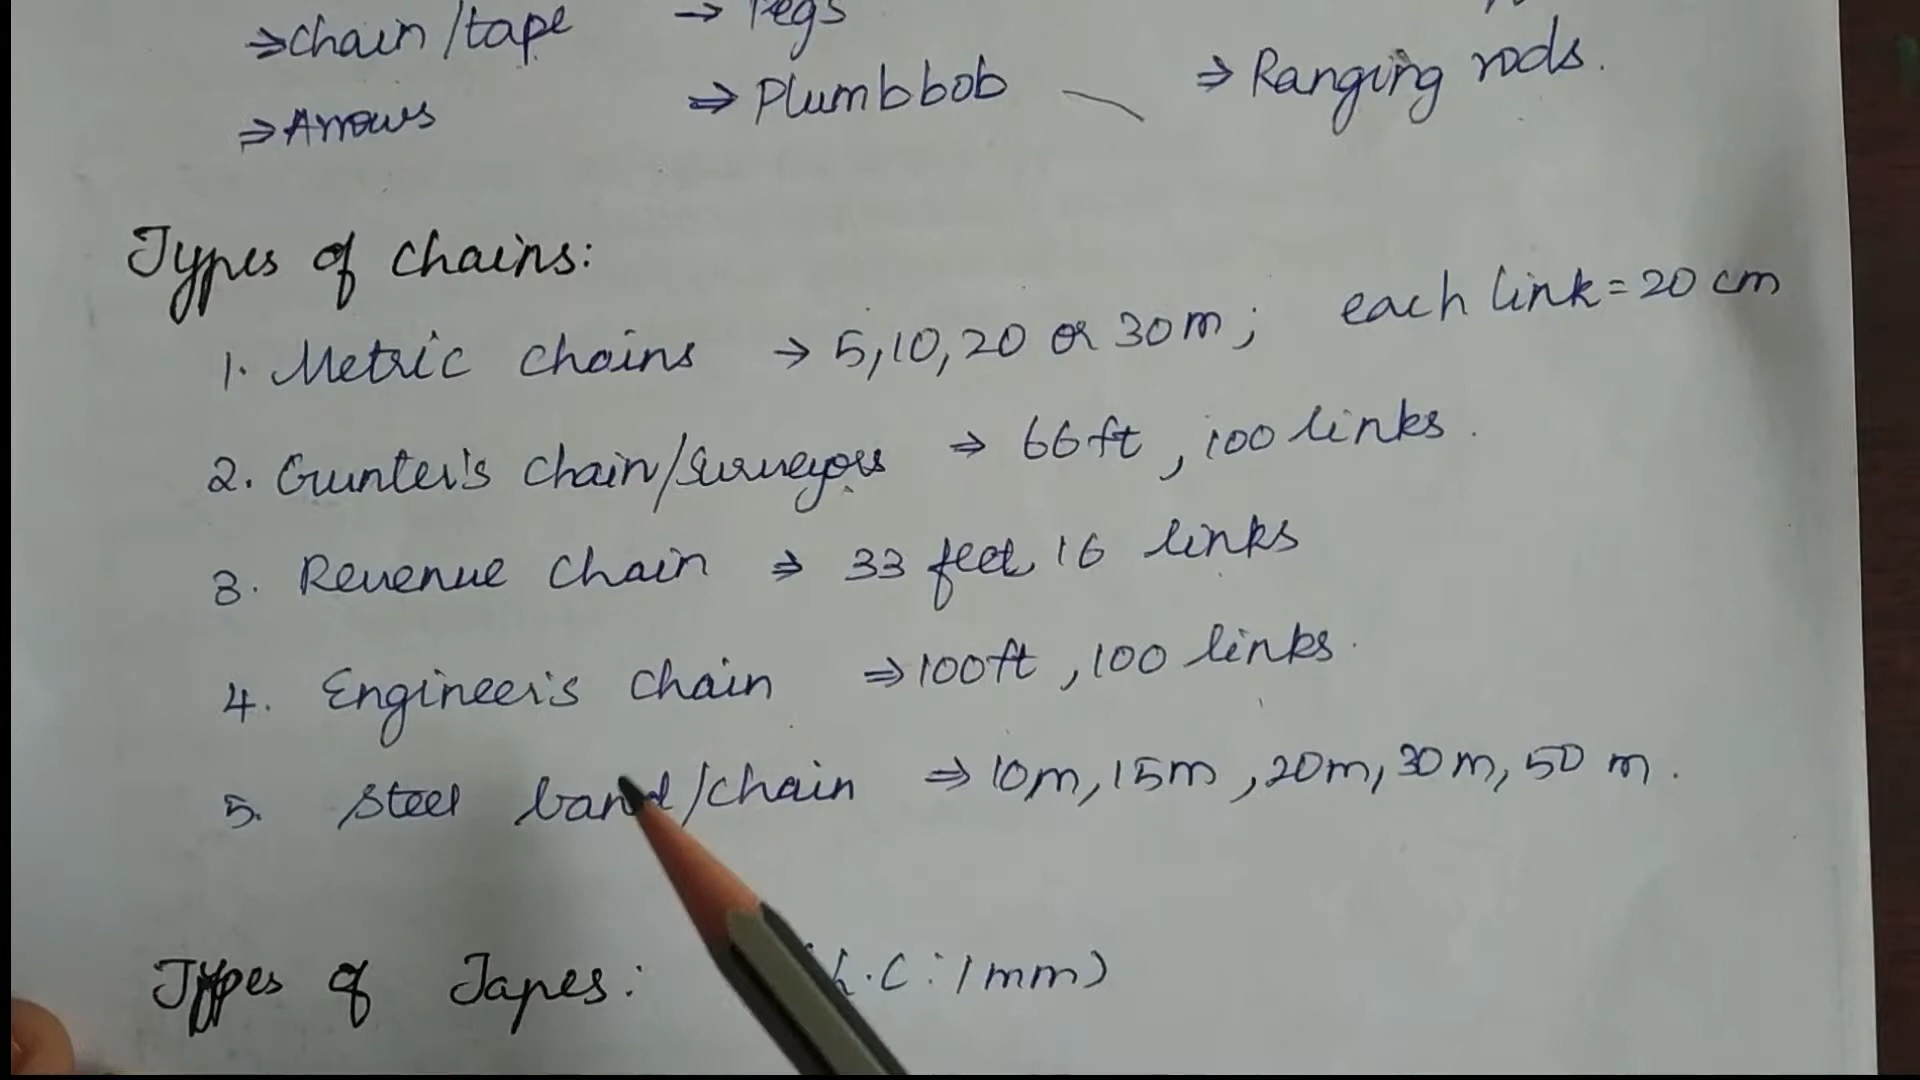 ⇒ chain/tape → Pegs
⇒ Arrows ⇒ Plumbbob ⇒ Ranging rods.
Types of chains:
1. Metric chains → 5,10,20 or 30m; each link=20 cm
2. Gunter's chain/surveyors ⇒ 66ft, 100 links.
3. Revenue chain ⇒ 33 feet, 16 links
4. Engineer's chain ⇒ 100ft, 100 links.
5. Steel band/chain ⇒ 10m, 15m, 20m, 30m, 50 m.
Types of Tapes: L.C:1mm)